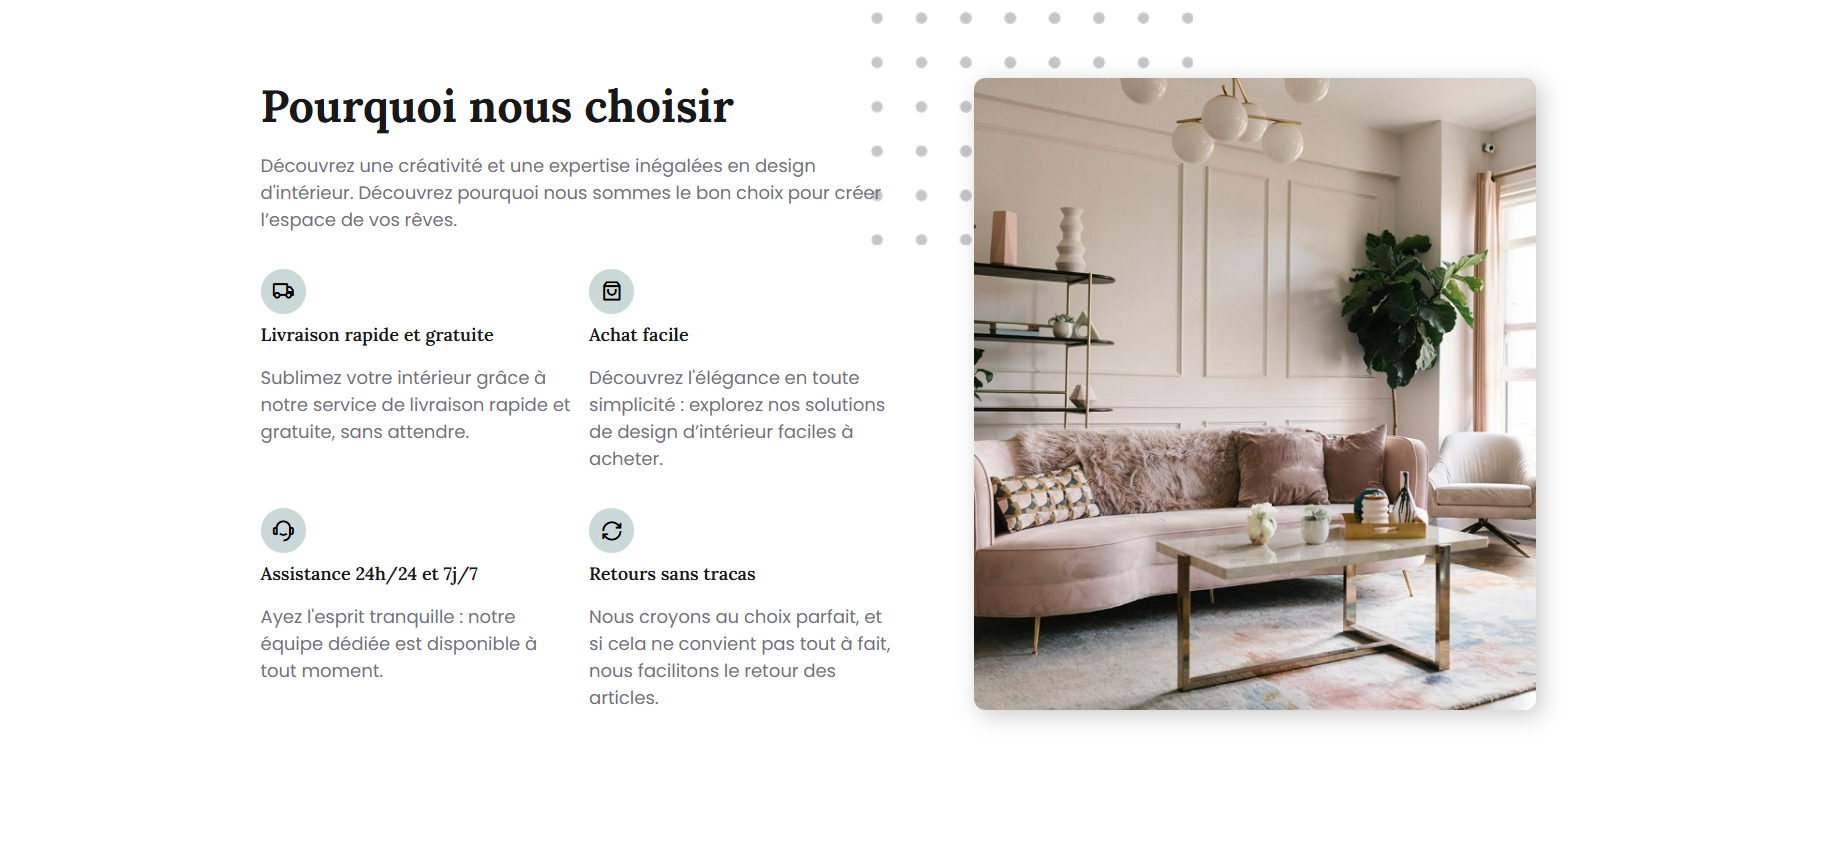 Pourquoi nous choisir
Découvrez une créativité et une expertise inégalées en design
d'intérieur. Découvrez pourquoi nous sommes le bon choix pour créer
l’espace de vos rêves.
Livraison rapide et gratuite
Sublimez votre intérieur grâce à
notre service de livraison rapide et
gratuite, sans attendre.
Achat facile
Découvrez l'élégance en toute
simplicité : explorez nos solutions
de design d’intérieur faciles à
acheter.
Assistance 24h/24 et 7j/7
Ayez l'esprit tranquille : notre
équipe dédiée est disponible à
tout moment.
Retours sans tracas
Nous croyons au choix parfait, et
si cela ne convient pas tout à fait,
nous facilitons le retour des
articles.